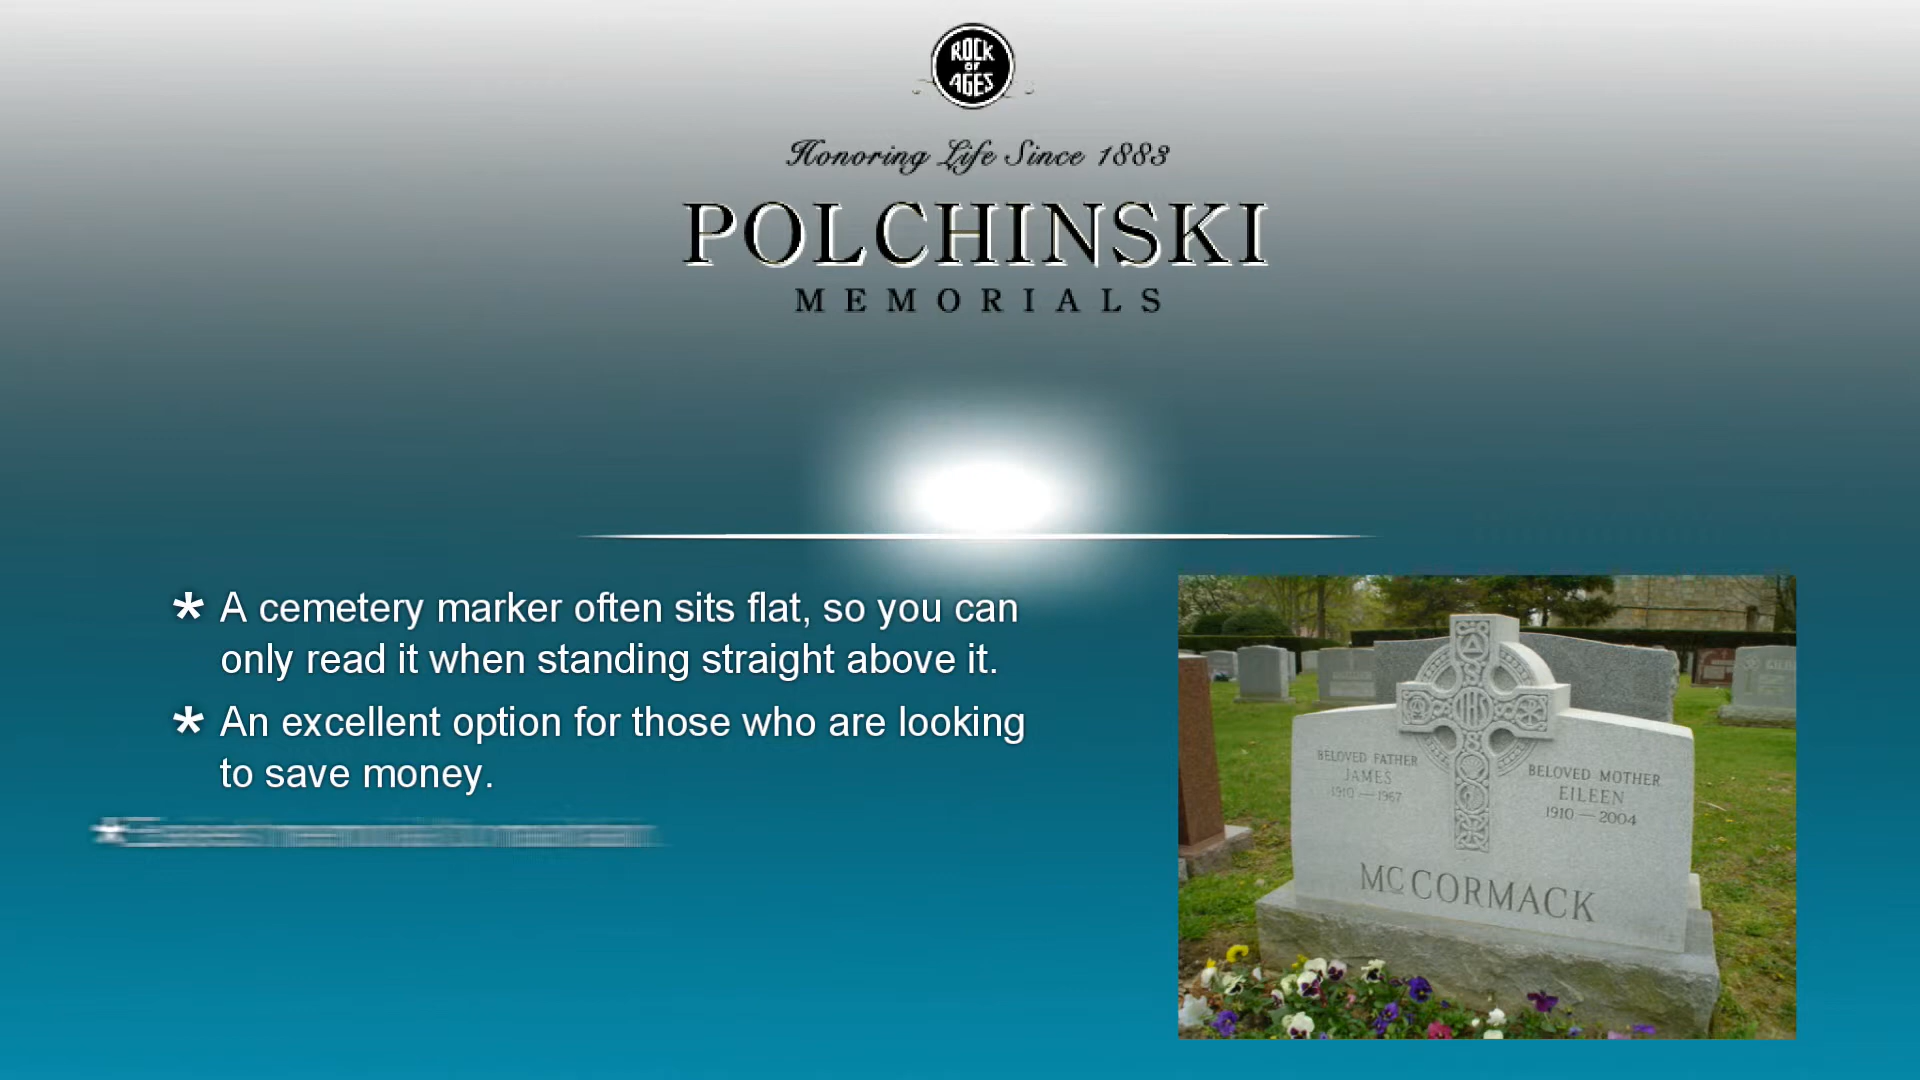 ROCK
OF
AGES
Honoring Life Since 1883
POLCHINSKI
MEMORIALS
* A cemetery marker often sits flat, so you can
only read it when standing straight above it.
* An excellent option for those who are looking
to save money.
BELOVED FATHER
JAMES
1910 — 1967
BELOVED MOTHER
EILEEN
1910 — 2004
IHS
MCCORMACK